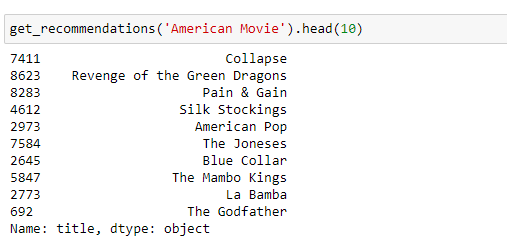 get_recommendations('American Movie').head(10)
7411 Collapse
8623 Revenge of the Green Dragons
8283 Pain & Gain
4612 Silk Stockings
2973 American Pop
7584 The Joneses
2645 Blue Collar
5847 The Mambo Kings
2773 La Bamba
692 The Godfather
Name: title, dtype: object